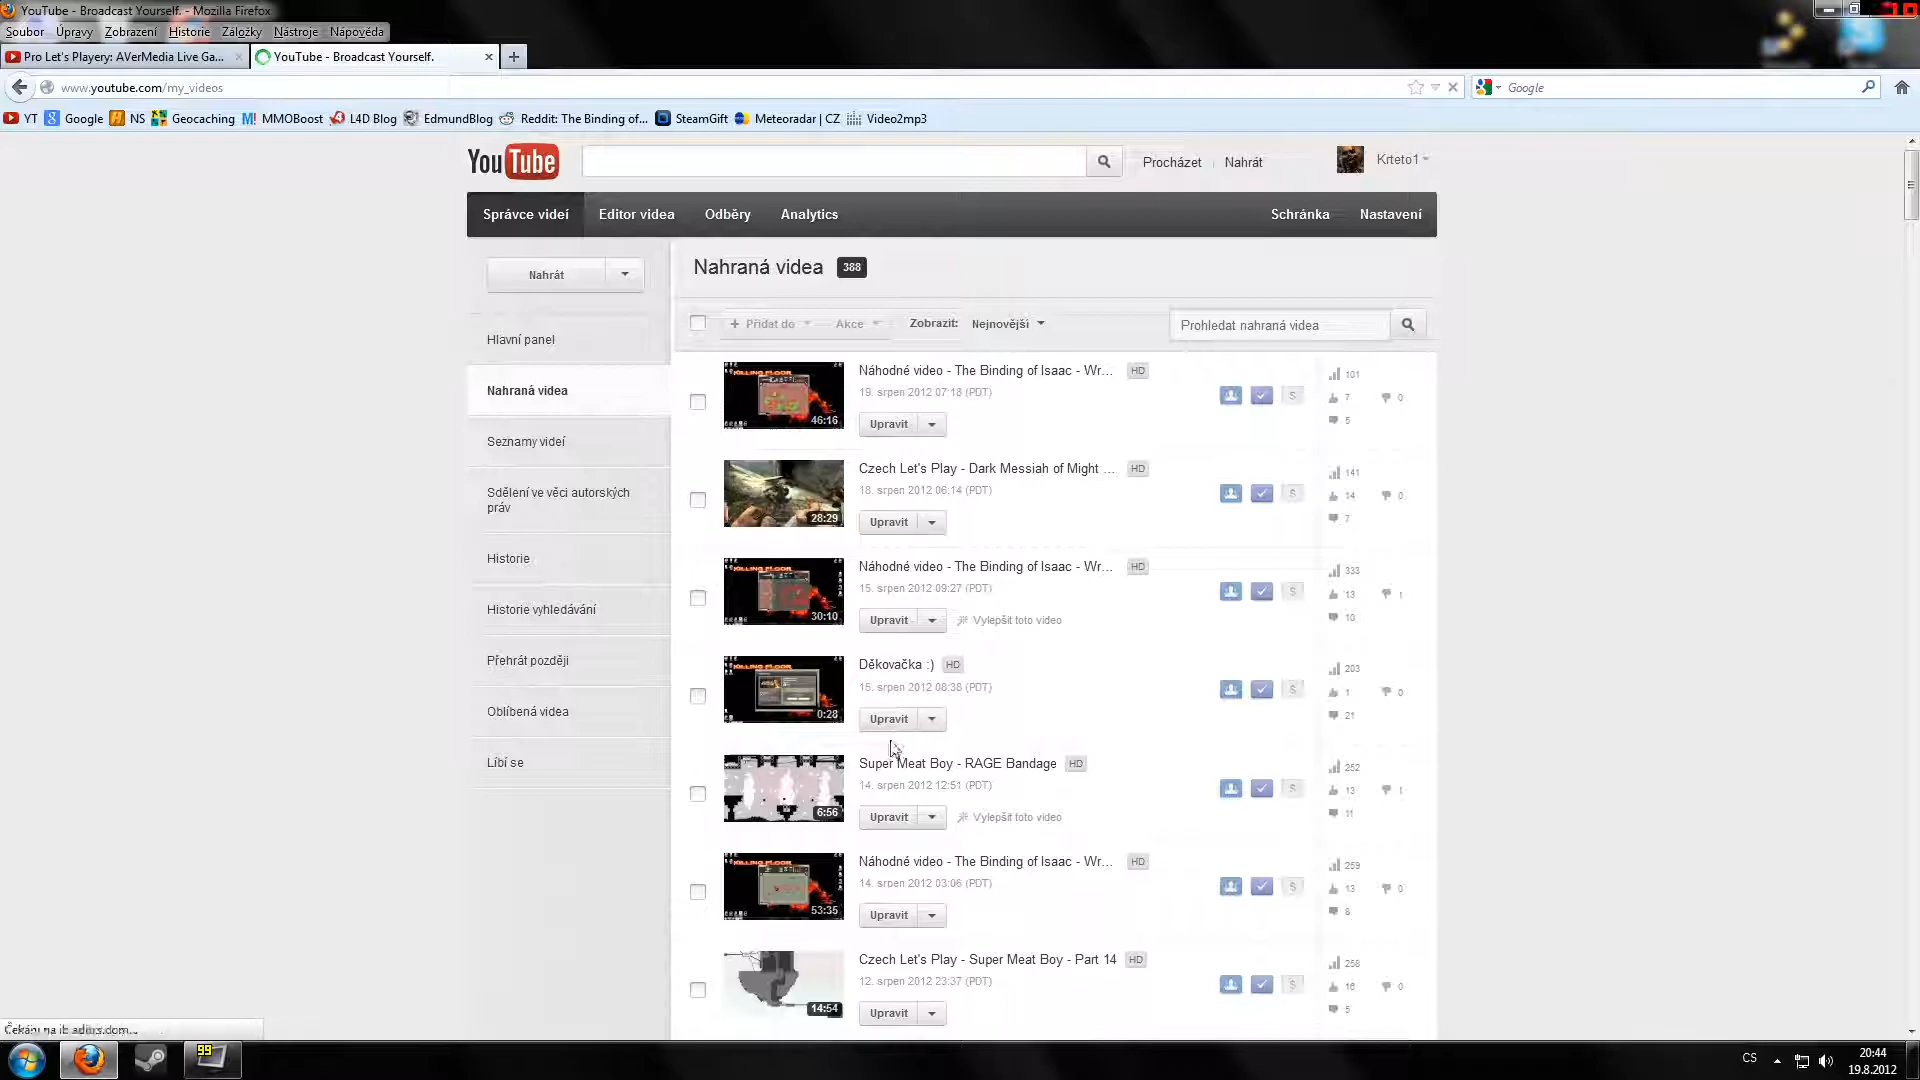 YouTube - Broadcast Yourself. - Mozilla Firefox
Soubor Úpravy Zobrazení Historie Záložky Nástroje Nápověda
Pro Let's Playery: AVerMedia Live Ga...
YouTube - Broadcast Yourself.
www.youtube.com/my_videos
Google
YT
Google
NS
Geocaching
MMOBoost
L4D Blog
EdmundBlog
Reddit: The Binding of...
SteamGift
Meteoradar | CZ
Video2mp3
YouTube
Procházet
Nahrát
Krteto1
Správce videí
Editor videa
Odběry
Analytics
Schránka
Nastavení
Nahrát
Hlavní panel
Nahraná videa
Seznamy videí
Sdělení ve věci autorských
práv
Historie
Historie vyhledávání
Přehrát později
Oblíbená videa
Líbí se
Nahraná videa 388
+ Přidat do
Akce
Zobrazit:
Nejnovější
Prohledat nahraná videa
KILLING FLOOR
46:16
Náhodné video - The Binding of Isaac - Wr... HD
19. srpen 2012 07:18 (PDT)
Upravit
S
101
7 0
5
28:29
Czech Let's Play - Dark Messiah of Might ... HD
18. srpen 2012 06:14 (PDT)
Upravit
S
141
14 0
7
KILLING FLOOR
30:10
Náhodné video - The Binding of Isaac - Wr... HD
15. srpen 2012 09:27 (PDT)
Upravit
Vylepšit toto video
S
333
13 1
10
KILLING FLOOR
0:28
Děkovačka :) HD
15. srpen 2012 08:38 (PDT)
Upravit
S
203
1 0
21
6:56
Super Meat Boy - RAGE Bandage HD
14. srpen 2012 12:51 (PDT)
Upravit
Vylepšit toto video
S
252
13 1
11
KILLING FLOOR
53:35
Náhodné video - The Binding of Isaac - Wr... HD
14. srpen 2012 03:06 (PDT)
Upravit
S
259
13 0
8
14:54
Czech Let's Play - Super Meat Boy - Part 14 HD
12. srpen 2012 23:37 (PDT)
Upravit
S
258
16 0
5
99
CS
20:44
19.8.2012